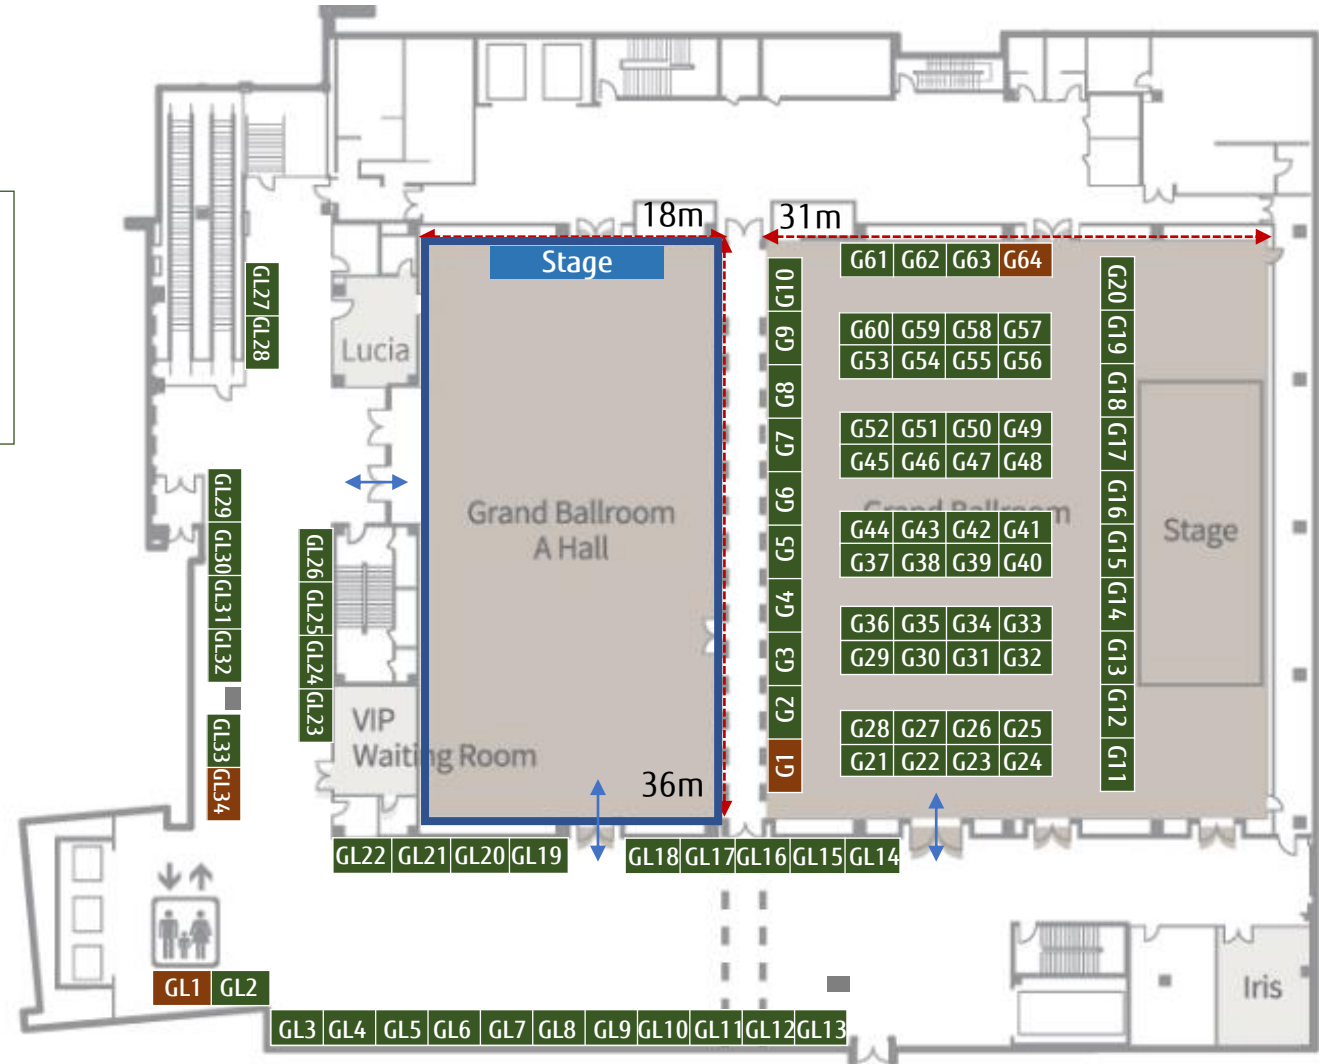 18m
31m
Stage
G61 G62 G63 G64
GL27
GL28
Lucia
G10
G9
G8
G7
G6
G5
G4
G3
G2
G1
G60 G59 G58 G57
G53 G54 G55 G56
G52 G51 G50 G49
G45 G46 G47 G48
G44 G43 G42 G41
G37 G38 G39 G40
G36 G35 G34 G33
G29 G30 G31 G32
G28 G27 G26 G25
G21 G22 G23 G24
G20
G19
G18
G17
G16
G15
G14
G13
G12
G11
Grand Ballroom
A Hall
Grand Ballroom
Stage
GL29
GL30
GL31
GL32
GL33
GL34
GL26
GL25
GL24
GL23
VIP
Waiting Room
36m
GL22 GL21 GL20 GL19
GL18 GL17 GL16 GL15 GL14
GL1 GL2
Iris
GL3 GL4 GL5 GL6 GL7 GL8 GL9 GL10 GL11 GL12 GL13